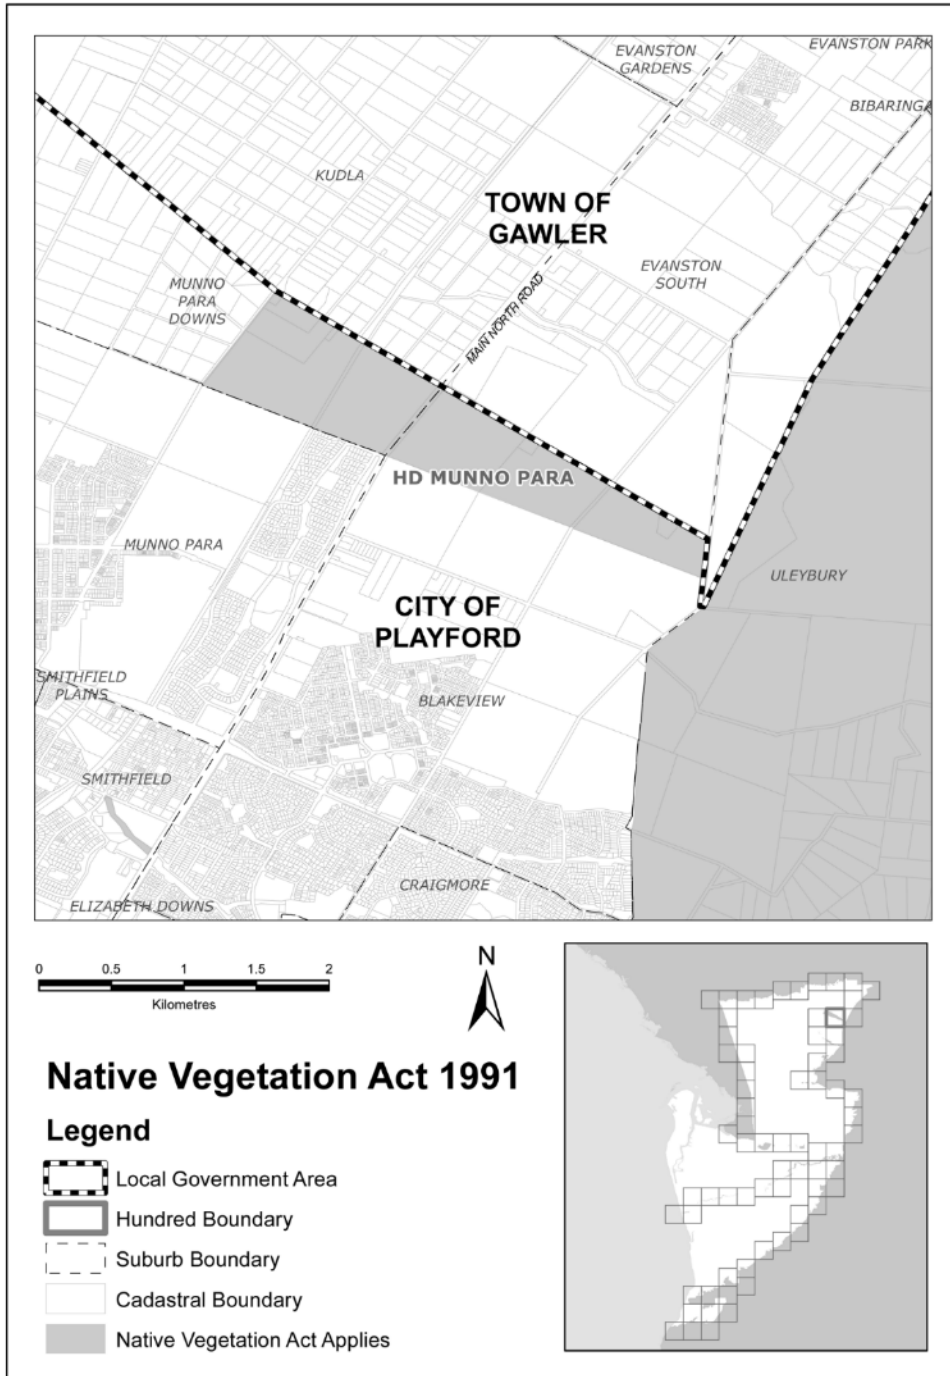 EVANSTON
GARDENS
EVANSTON PARK
BIBARINGA
KUDLA
TOWN OF
GAWLER
EVANSTON
SOUTH
MUNNO
PARA
DOWNS
MAIN NORTH ROAD
HD MUNNO PARA
MUNNO PARA
ULEYBURY
CITY OF
PLAYFORD
SMITHFIELD
PLAINS
BLAKEVIEW
SMITHFIELD
CRAIGMORE
ELIZABETH DOWNS
0 0.5 1 1.5 2
Kilometres
N
Native Vegetation Act 1991
Legend
Local Government Area
Hundred Boundary
Suburb Boundary
Cadastral Boundary
Native Vegetation Act Applies